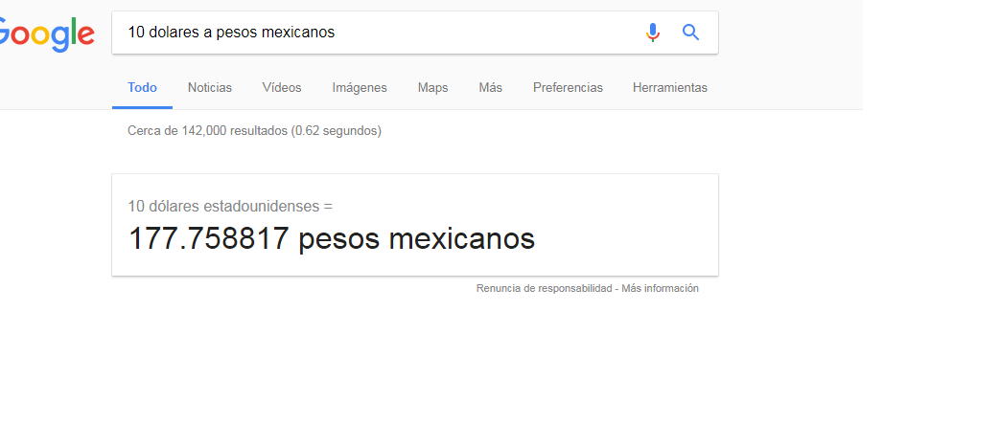 Google
10 dolares a pesos mexicanos
Todo Noticias Vídeos Imágenes Maps Más Preferencias Herramientas
Cerca de 142,000 resultados (0.62 segundos)
10 dólares estadounidenses =
177.758817 pesos mexicanos
Renuncia de responsabilidad - Más información